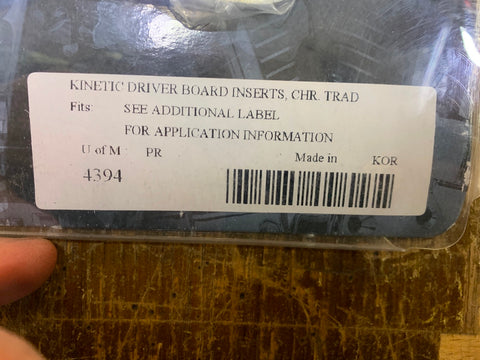 KINETIC DRIVER BOARD INSERTS, CHR. TRAD
Fits: SEE ADDITIONAL LABEL
FOR APPLICATION INFORMATION
U of M PR Made in KOR
4394